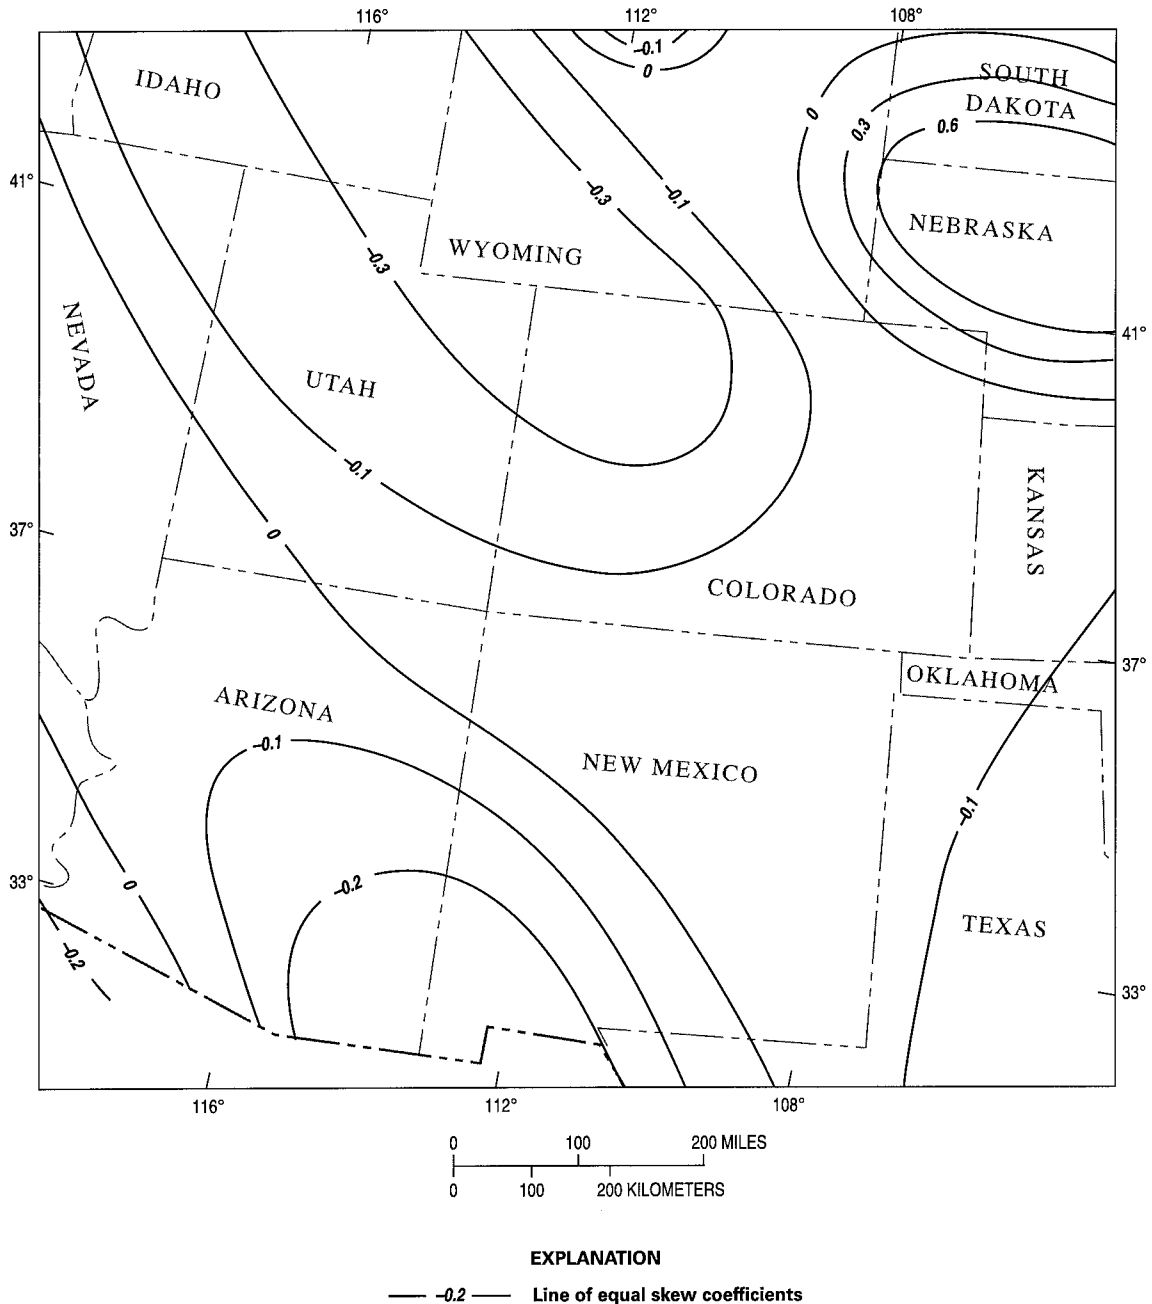 116° 112° 108°
–0.1
0
IDAHO
SOUTH
DAKOTA
0
0.3
0.6
41°
–0.3
–0.1
NEBRASKA
WYOMING
–0.3
NEVADA
41°
UTAH
–0.1
KANSAS
37°
0
COLORADO
37°
OKLAHOMA
ARIZONA
–0.1
NEW MEXICO
–0.1
33°
0
–0.2
TEXAS
–0.2
33°
116° 112° 108°
0 100 200 MILES
0 100 200 KILOMETERS
EXPLANATION
–0.2 Line of equal skew coefficients